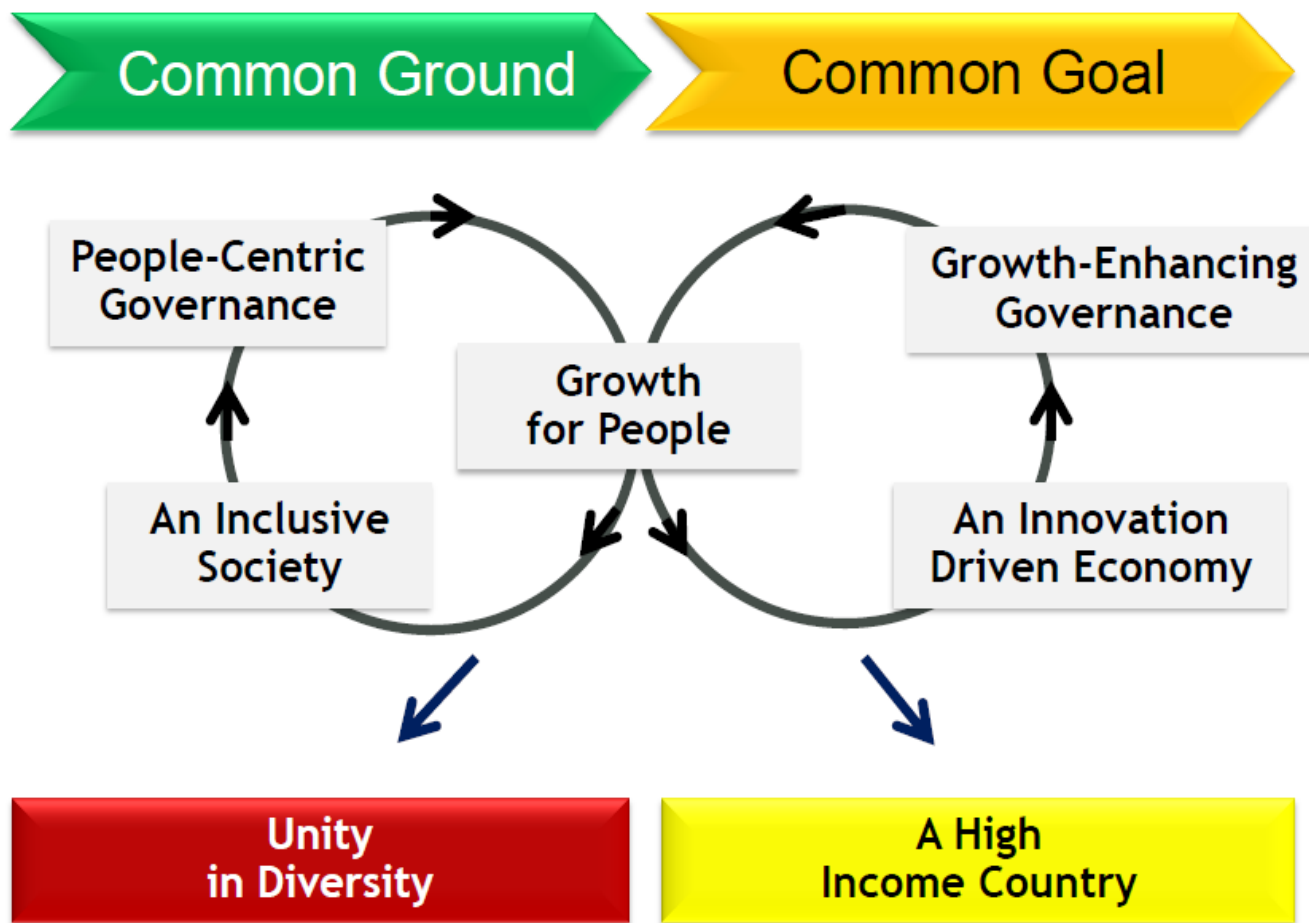 Common Ground
Common Goal
People-Centric
Governance
Growth-Enhancing
Governance
Growth
for People
An Inclusive
Society
An Innovation
Driven Economy
Unity
in Diversity
A High
Income Country